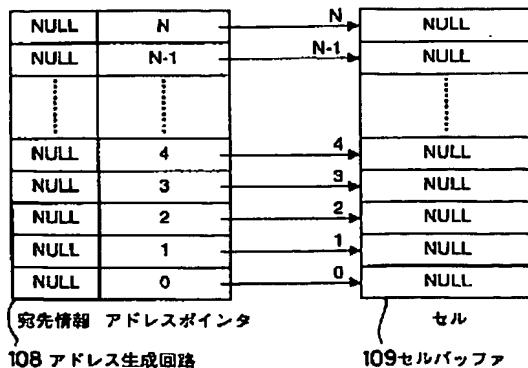 NULL N N NULL
NULL N-1 N-1 NULL
NULL 4 4 NULL
NULL 3 3 NULL
NULL 2 2 NULL
NULL 1 1 NULL
NULL 0 0 NULL
宛先情報 アドレスポインタ セル
108 アドレス生成回路 109セルバッファ